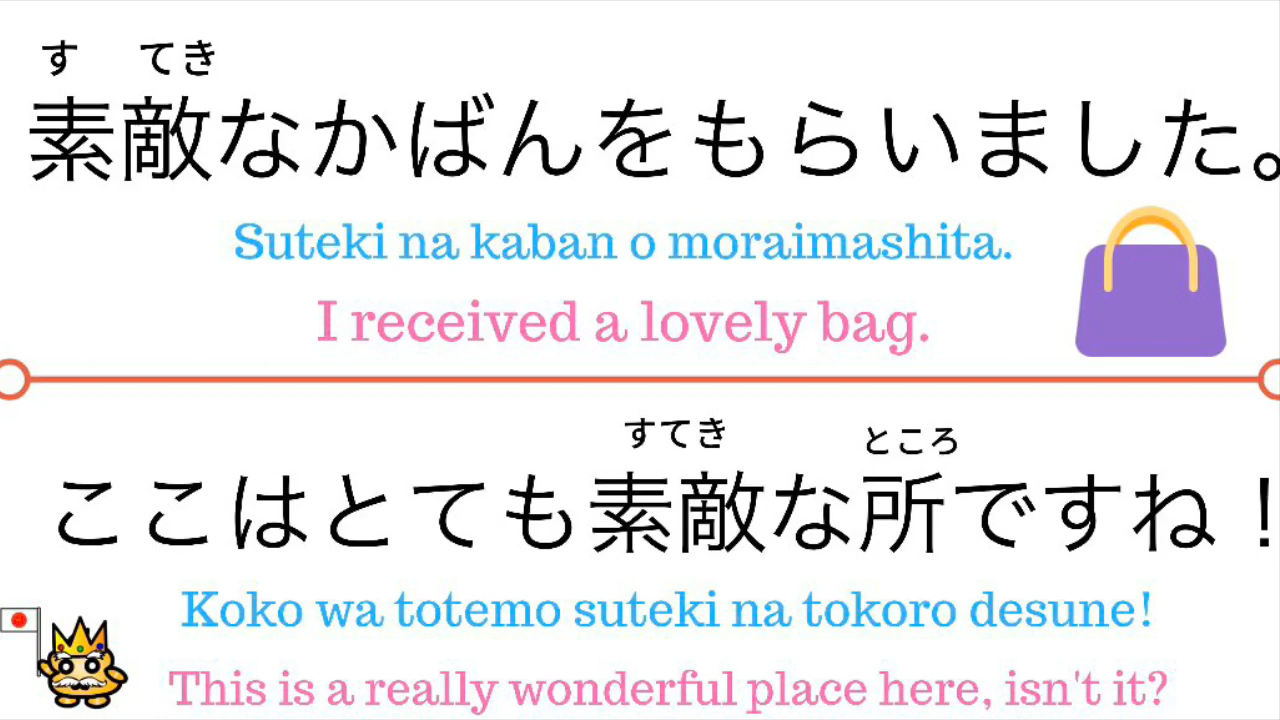 す てき
素敵なかばんをもらいました。
Suteki na kaban o moraimashita.
I received a lovely bag.
すてき ところ
ここはとても素敵な所ですね！
Koko wa totemo suteki na tokoro desune!
This is a really wonderful place here, isn't it?